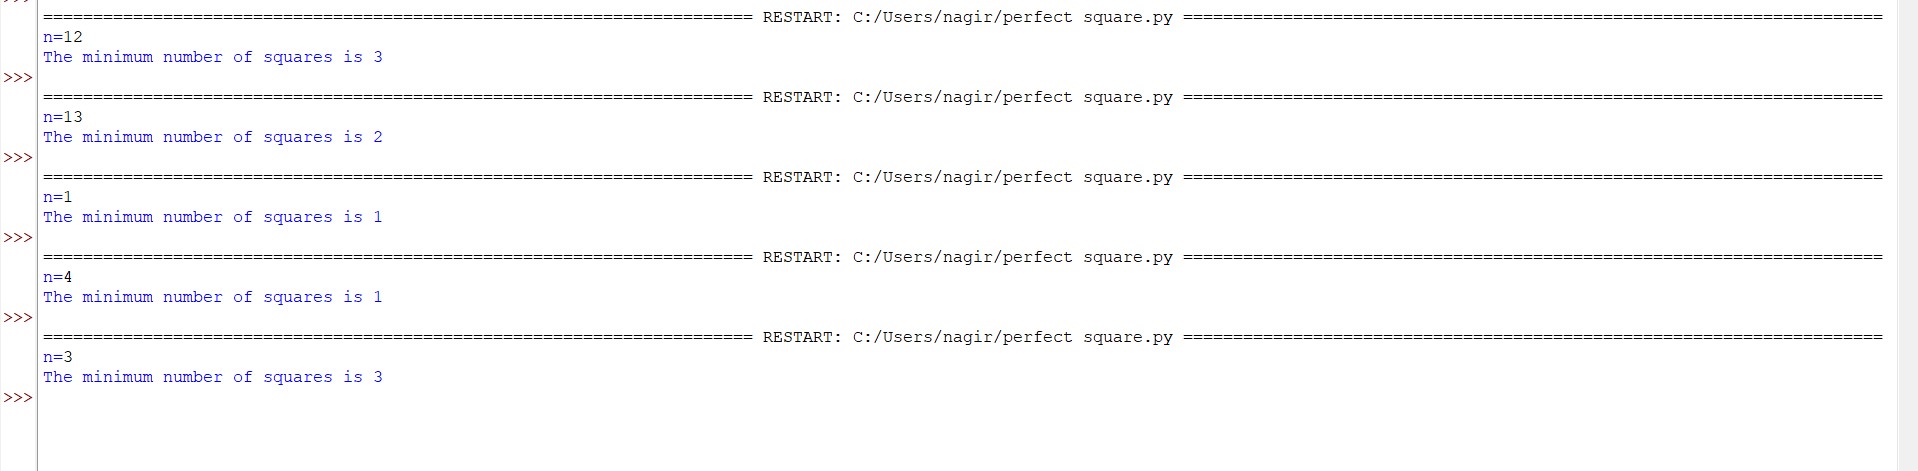 >>>
====================================================================== RESTART: C:/Users/nagir/perfect square.py ======================================================================
n=12
The minimum number of squares is 3
>>>
====================================================================== RESTART: C:/Users/nagir/perfect square.py ======================================================================
n=13
The minimum number of squares is 2
>>>
====================================================================== RESTART: C:/Users/nagir/perfect square.py ======================================================================
n=1
The minimum number of squares is 1
>>>
====================================================================== RESTART: C:/Users/nagir/perfect square.py ======================================================================
n=4
The minimum number of squares is 1
>>>
====================================================================== RESTART: C:/Users/nagir/perfect square.py ======================================================================
n=3
The minimum number of squares is 3
>>>